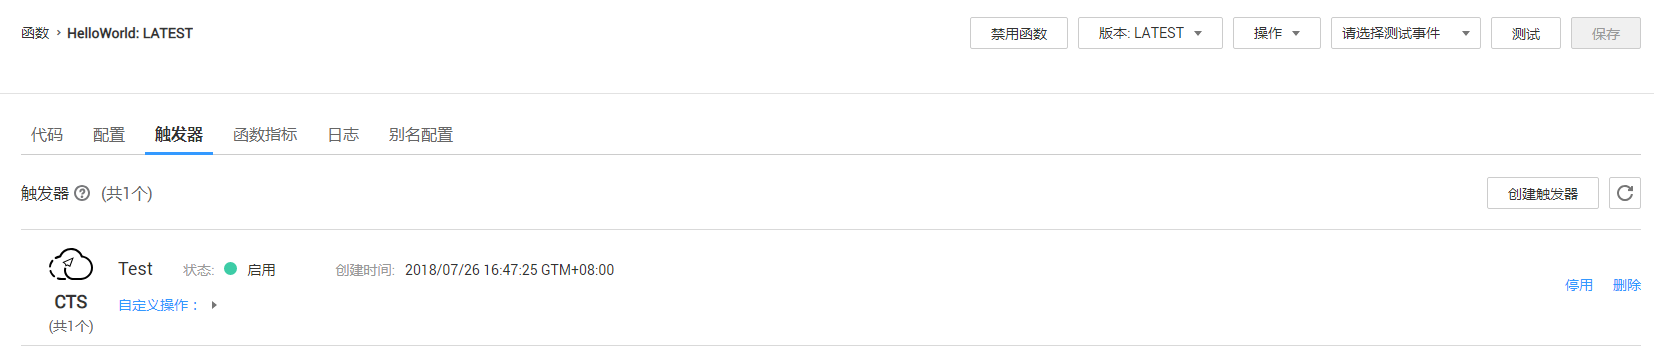 函数 › HelloWorld: LATEST
禁用函数 版本: LATEST 操作 请选择测试事件 测试 保存
代码 配置 触发器 函数指标 日志 别名配置
触发器 ? (共1个) 创建触发器
Test 状态: 启用 创建时间: 2018/07/26 16:47:25 GTM+08:00
停用 删除
CTS
自定义操作：
(共1个)